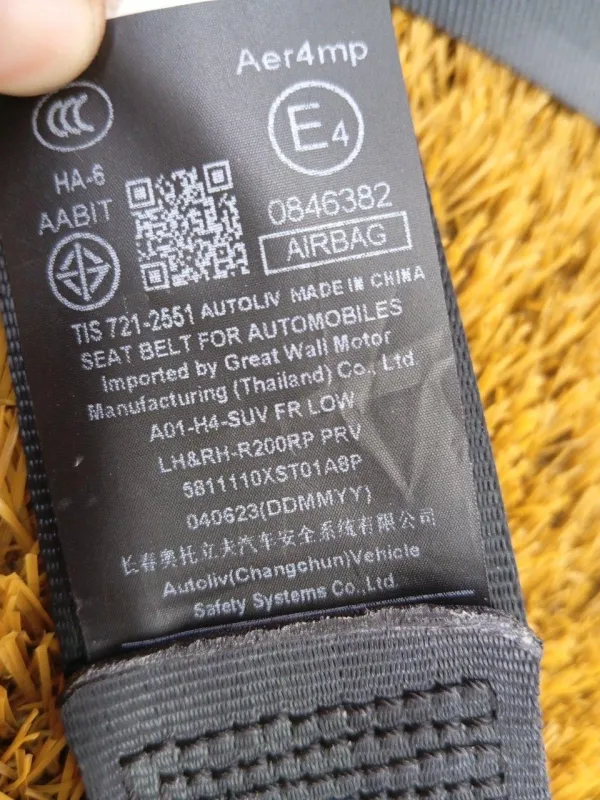 Aer4mp
CCC
E4
HA-6
AABIT
0846382
AIRBAG
TIS 721-2551 AUTOLIV MADE IN CHINA
SEAT BELT FOR AUTOMOBILES
Imported by Great Wall Motor
Manufacturing (Thailand) Co., Ltd
A01-H4-SUV FR LOW
LH&RH-R200RP PRV
5811110XST01A8P
040623(DDMMYY)
长春奥托立夫汽车安全系统有限公司
Autoliv(Changchun)Vehicle
Safety Systems Co.,Ltd.